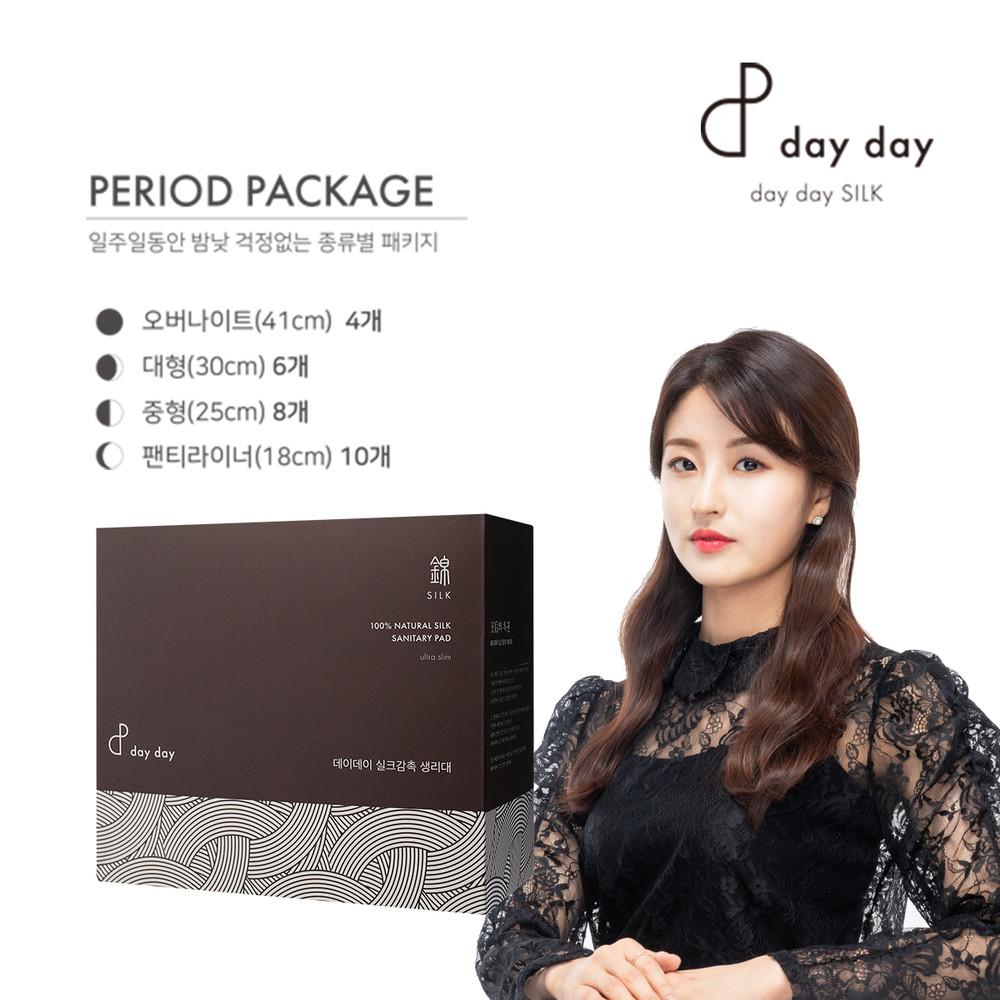 day day
day day SILK
PERIOD PACKAGE
일주일동안 밤낮 걱정없는 종류별 패키지
오버나이트(41cm) 4개
대형(30cm) 6개
중형(25cm) 8개
팬티라이너(18cm) 10개
錦
SILK
100% NATURAL SILK
SANITARY PAD
ultra slim
day day
데이데이 실크감촉 생리대